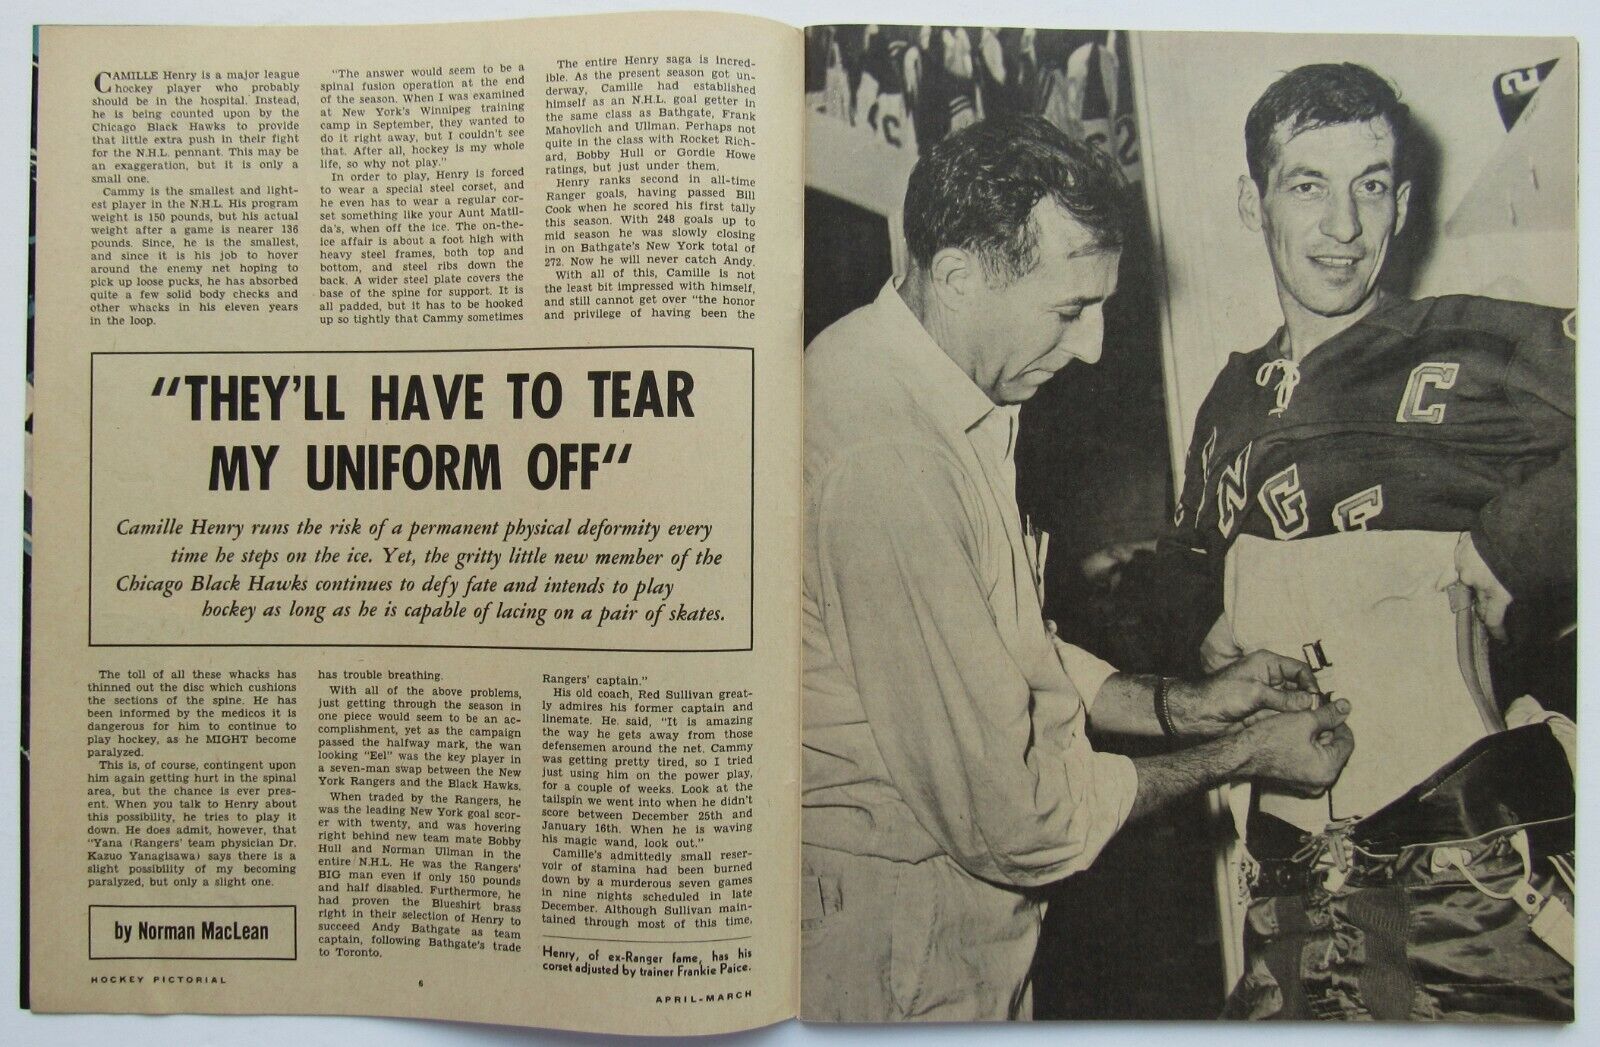 CAMILLE Henry is a major league
hockey player who probably
should be in the hospital. Instead,
he is being counted upon by the
Chicago Black Hawks to provide
that little extra push in their fight
for the N.H.L. pennant. This may be
an exaggeration, but it is only a
small one.
Cammy is the smallest and light-
est player in the N.H.L. His program
weight is 150 pounds, but his actual
weight after a game is nearer 136
pounds. Since, he is the smallest,
and since it is his job to hover
around the enemy net hoping to
pick up loose pucks, he has absorbed
quite a few solid body checks and
other whacks in his eleven years
in the loop.
"The answer would seem to be a
spinal fusion operation at the end
of the season. When I was examined
at New York's Winnipeg training
camp in September, they wanted to
do it right away, but I couldn't see
that. After all, hockey is my whole
life, so why not play."
In order to play, Henry is forced
to wear a special steel corset, and
he even has to wear a regular cor-
set something like your Aunt Matil-
da's, when off the ice. The on-the-
ice affair is about a foot high with
heavy steel frames, both top and
bottom, and steel ribs down the
back. A wider steel plate covers the
base of the spine for support. It is
all padded, but it has to be hooked
up so tightly that Cammy sometimes
The entire Henry saga is incred-
ible. As the present season got un-
derway, Camille had established
himself as an N.H.L. goal getter in
the same class as Bathgate, Frank
Mahovlich and Ullman. Perhaps not
quite in the class with Rocket Rich-
ard, Bobby Hull or Gordie Howe
ratings, but just under them.
Henry ranks second in all-time
Ranger goals, having passed Bill
Cook when he scored his first tally
this season. With 248 goals up to
mid season he was slowly closing
in on Bathgate's New York total of
272. Now he will never catch Andy.
With all of this, Camille is not
the least bit impressed with himself,
and still cannot get over "the honor
and privilege of having been the
"THEY'LL HAVE TO TEAR
MY UNIFORM OFF"
Camille Henry runs the risk of a permanent physical deformity every
time he steps on the ice. Yet, the gritty little new member of the
Chicago Black Hawks continues to defy fate and intends to play
hockey as long as he is capable of lacing on a pair of skates.
The toll of all these whacks has
thinned out the disc which cushions
the sections of the spine. He has
been informed by the medicos it is
dangerous for him to continue to
play hockey, as he MIGHT become
paralyzed.
This is, of course, contingent upon
him again getting hurt in the spinal
area, but the chance is ever pres-
ent. When you talk to Henry about
this possibility, he tries to play it
down. He does admit, however, that
"Yana (Rangers' team physician Dr.
Kazuo Yanagisawa) says there is a
slight possibility of my becoming
paralyzed, but only a slight one.
by Norman MacLean
has trouble breathing.
With all of the above problems,
just getting through the season in
one piece would seem to be an ac-
complishment, yet as the campaign
passed the halfway mark, the wan
looking "Eel" was the key player in
a seven-man swap between the New
York Rangers and the Black Hawks.
When traded by the Rangers, he
was the leading New York goal scor-
er with twenty, and was hovering
right behind new team mate Bobby
Hull and Norman Ullman in the
entire N.H.L. He was the Rangers'
BIG man even if only 150 pounds
and half disabled. Furthermore, he
had proven the Blueshirt brass
right in their selection of Henry to
succeed Andy Bathgate as team
captain, following Bathgate's trade
to Toronto.
Rangers' captain."
His old coach, Red Sullivan great-
ly admires his former captain and
linemate. He said, "It is amazing
the way he gets away from those
defensemen around the net. Cammy
was getting pretty tired, so I tried
just using him on the power play,
for a couple of weeks. Look at the
tailspin we went into when he didn't
score between December 25th and
January 16th. When he is waving
his magic wand, look out."
Camille's admittedly small reser-
voir of stamina had been burned
down by a murderous seven games
in nine nights scheduled in late
December. Although Sullivan main-
tained through most of this time,
Henry, of ex-Ranger fame, has his
corset adjusted by trainer Frankie Paice.
HOCKEY PICTORIAL
6
APRIL-MARCH
C
NGE
2